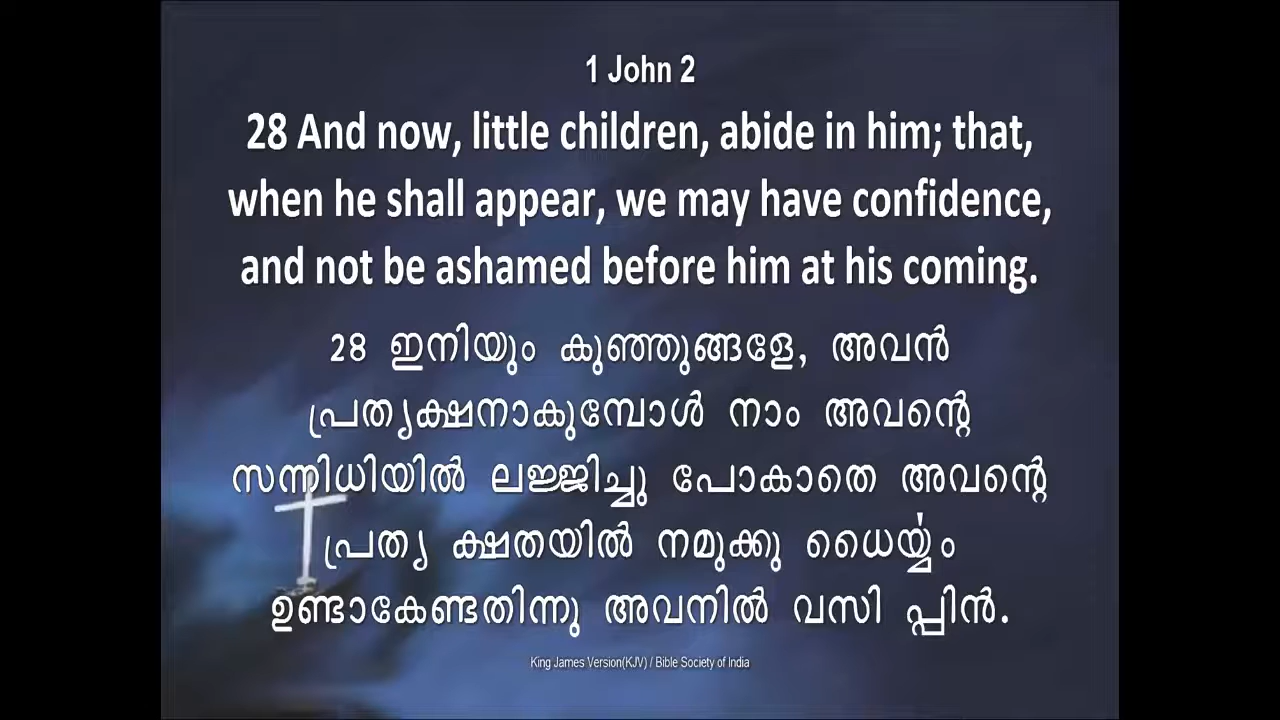 1 John 2
28 And now, little children, abide in him; that,
when he shall appear, we may have confidence,
and not be ashamed before him at his coming.
28 ഇനിയും കുഞ്ഞുങ്ങളേ, അവൻ
പ്രത്യക്ഷനാകുമ്പോൾ നാം അവന്റെ
സന്നിധിയിൽ ലജ്ജിച്ചു പോകാതെ അവന്റെ
പ്രത്യ ക്ഷതയിൽ നമുക്കു ധൈര്യ്യം
ഉണ്ടാകേണ്ടതിന്നു അവനിൽ വസി പ്പിൻ.
King James Version(KJV) / Bible Society of India